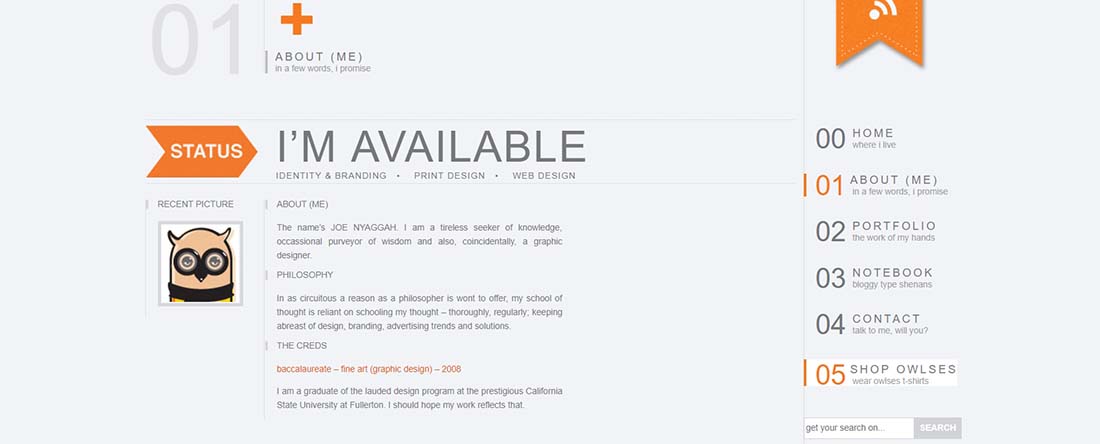 01
ABOUT (ME)
in a few words, i promise
STATUS
I'M AVAILABLE
IDENTITY & BRANDING • PRINT DESIGN • WEB DESIGN
RECENT PICTURE
ABOUT (ME)
The name's JOE NYAGGAH. I am a tireless seeker of knowledge,
occassional purveyor of wisdom and also, coincidentally, a graphic
designer.
PHILOSOPHY
In as circuitous a reason as a philosopher is wont to offer, my school of
thought is reliant on schooling my thought – thoroughly, regularly; keeping
abreast of design, branding, advertising trends and solutions.
THE CREDS
baccalaureate – fine art (graphic design) – 2008
I am a graduate of the lauded design program at the prestigious California
State University at Fullerton. I should hope my work reflects that.
00 HOME
where i live
01 ABOUT (ME)
in a few words, i promise
02 PORTFOLIO
the work of my hands
03 NOTEBOOK
bloggy type shenans
04 CONTACT
talk to me, will you?
05 SHOP OWLSES
wear owlses t-shirts
get your search on... SEARCH